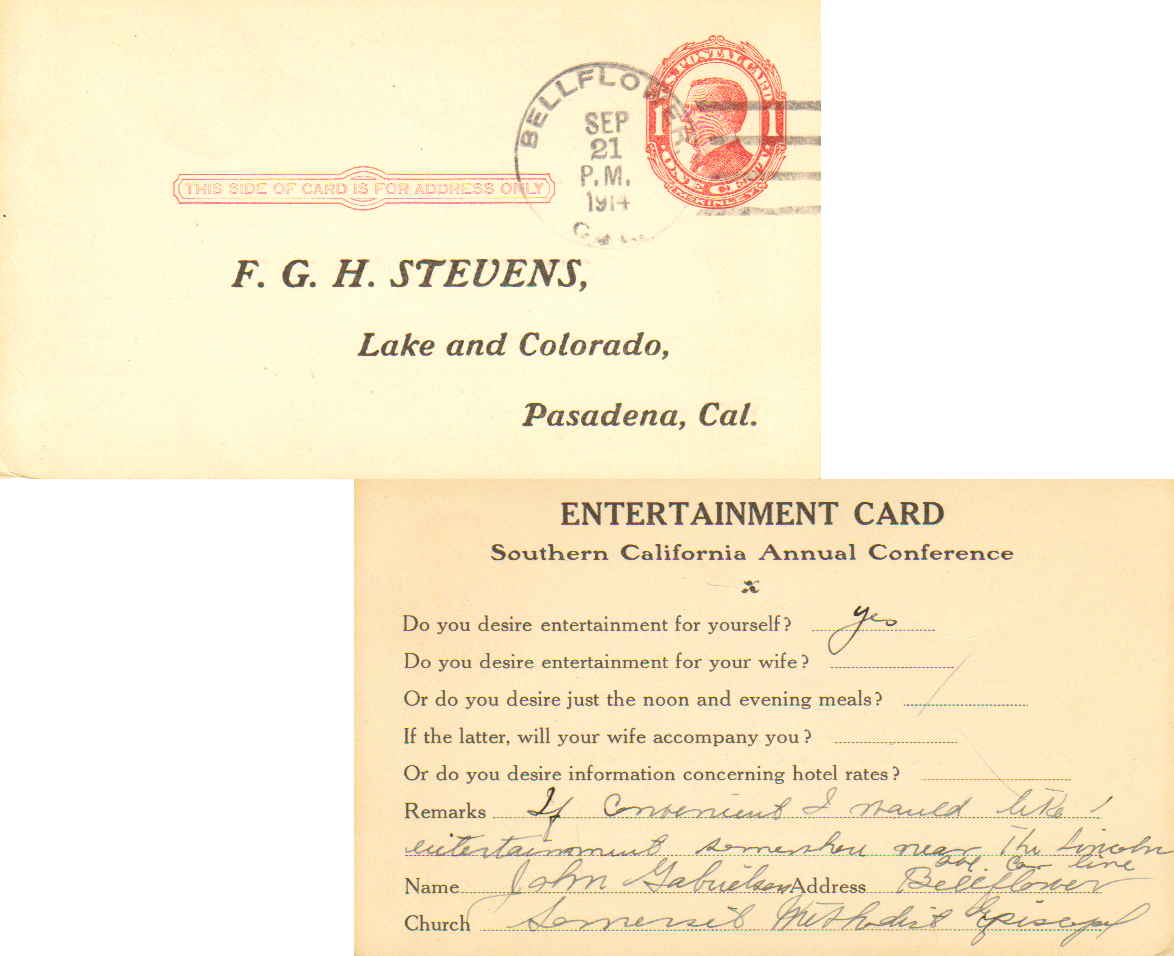 U.S. POSTAL CARD
1 1
ONE CENT
McKINLEY
BELLFLOWER.
SEP
21
P.M.
1914
THIS SIDE OF CARD IS FOR ADDRESS ONLY
F. G. H. STEVENS,
Lake and Colorado,
Pasadena, Cal.
ENTERTAINMENT CARD
Southern California Annual Conference
Do you desire entertainment for yourself? yes
Do you desire entertainment for your wife?
Or do you desire just the noon and evening meals?
If the latter, will your wife accompany you?
Or do you desire information concerning hotel rates?
Remarks If convenient I would like
entertainment somewher near The Lincoln
ave. Car line
Name John Gabrielsen Address Bellflower
Church Somerset Methodist Episcopal